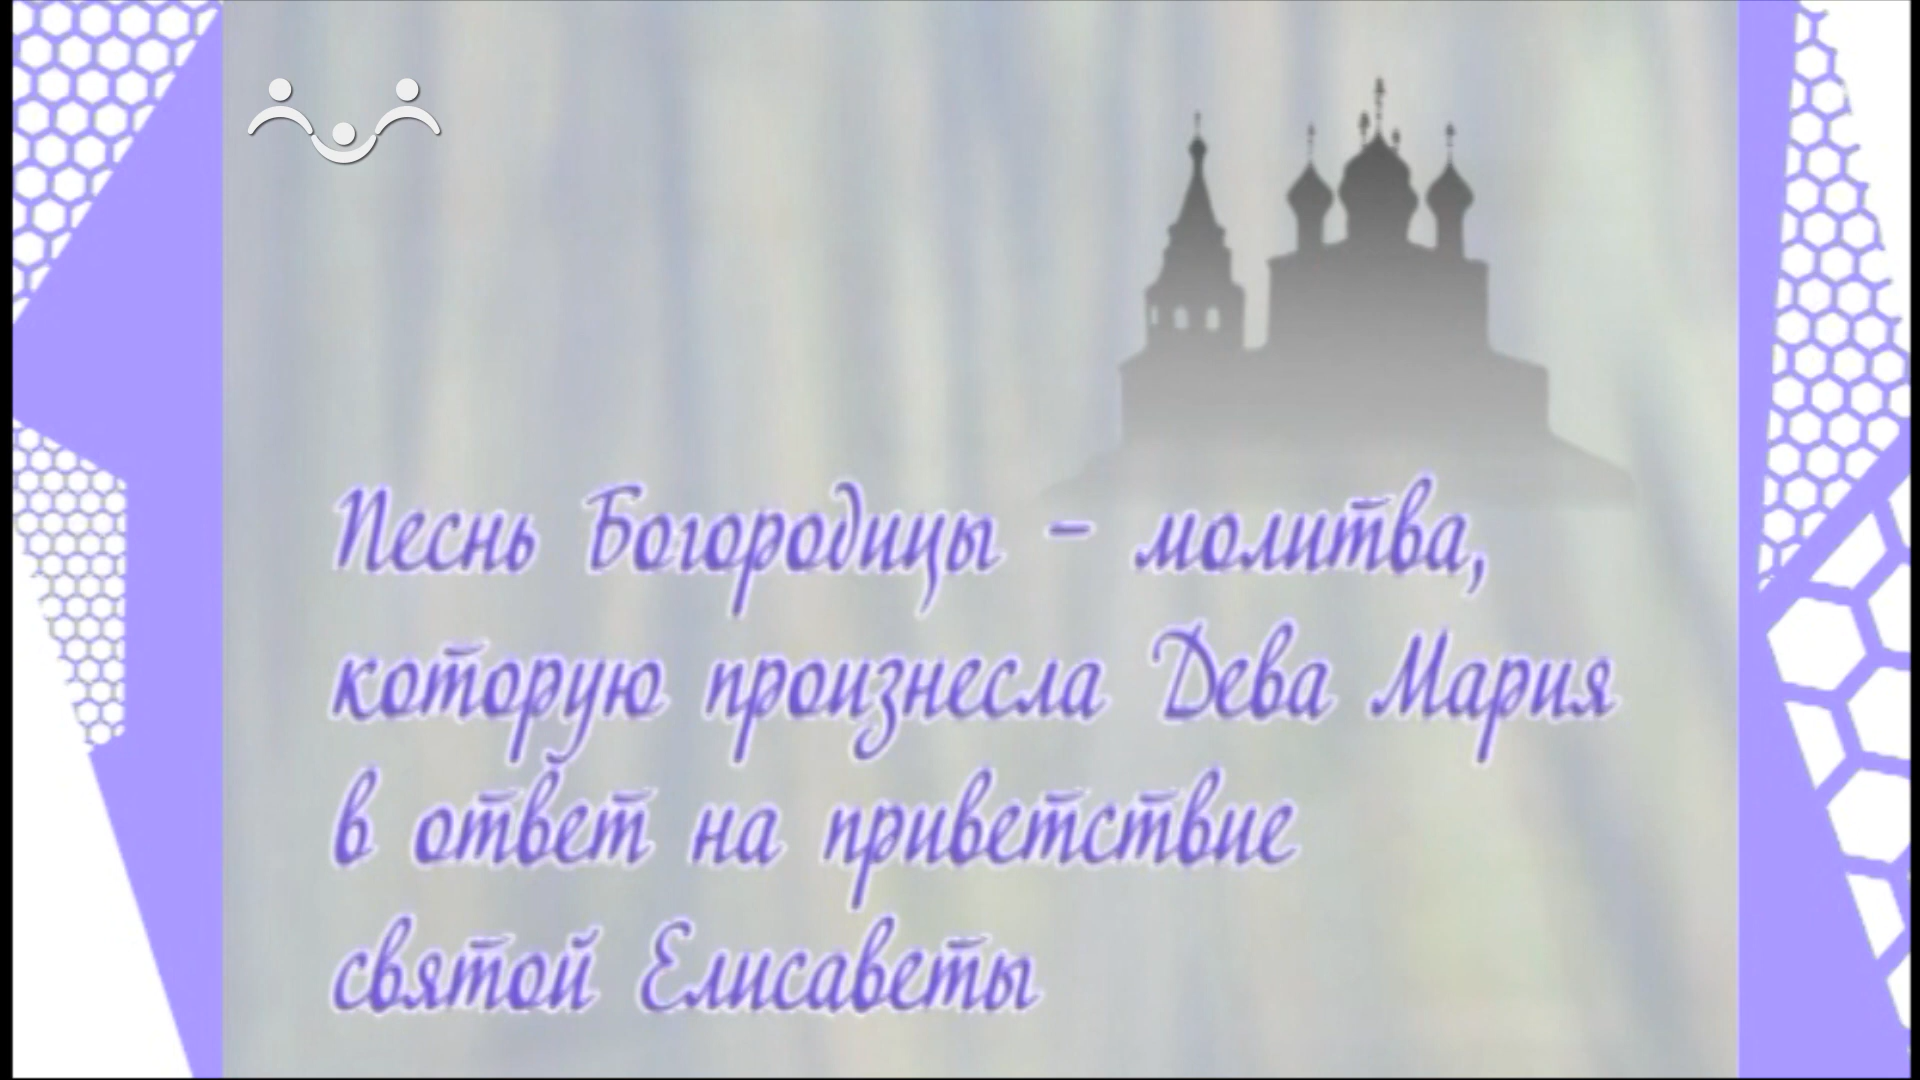 Песнь Богородицы – молитва,
которую произнесла Дева Мария
в ответ на приветствие
святой Елисаветы